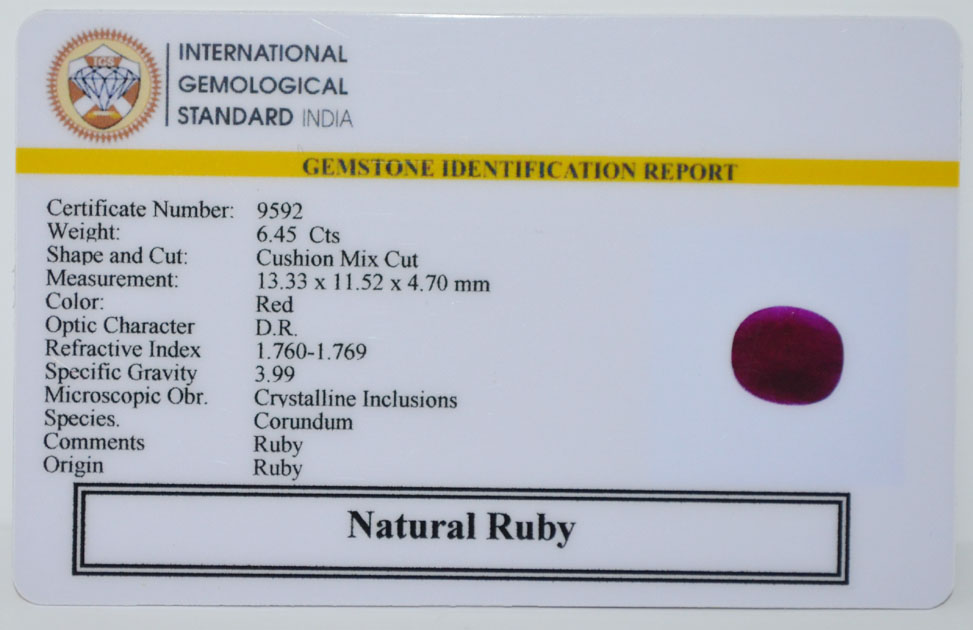 IGS
INTERNATIONAL
GEMOLOGICAL
STANDARD INDIA
GEMSTONE IDENTIFICATION REPORT
Certificate Number: 9592
Weight: 6.45 Cts
Shape and Cut: Cushion Mix Cut
Measurement: 13.33 x 11.52 x 4.70 mm
Color: Red
Optic Character D.R.
Refractive Index 1.760-1.769
Specific Gravity 3.99
Microscopic Obr. Crystalline Inclusions
Species. Corundum
Comments Ruby
Origin Ruby
Natural Ruby